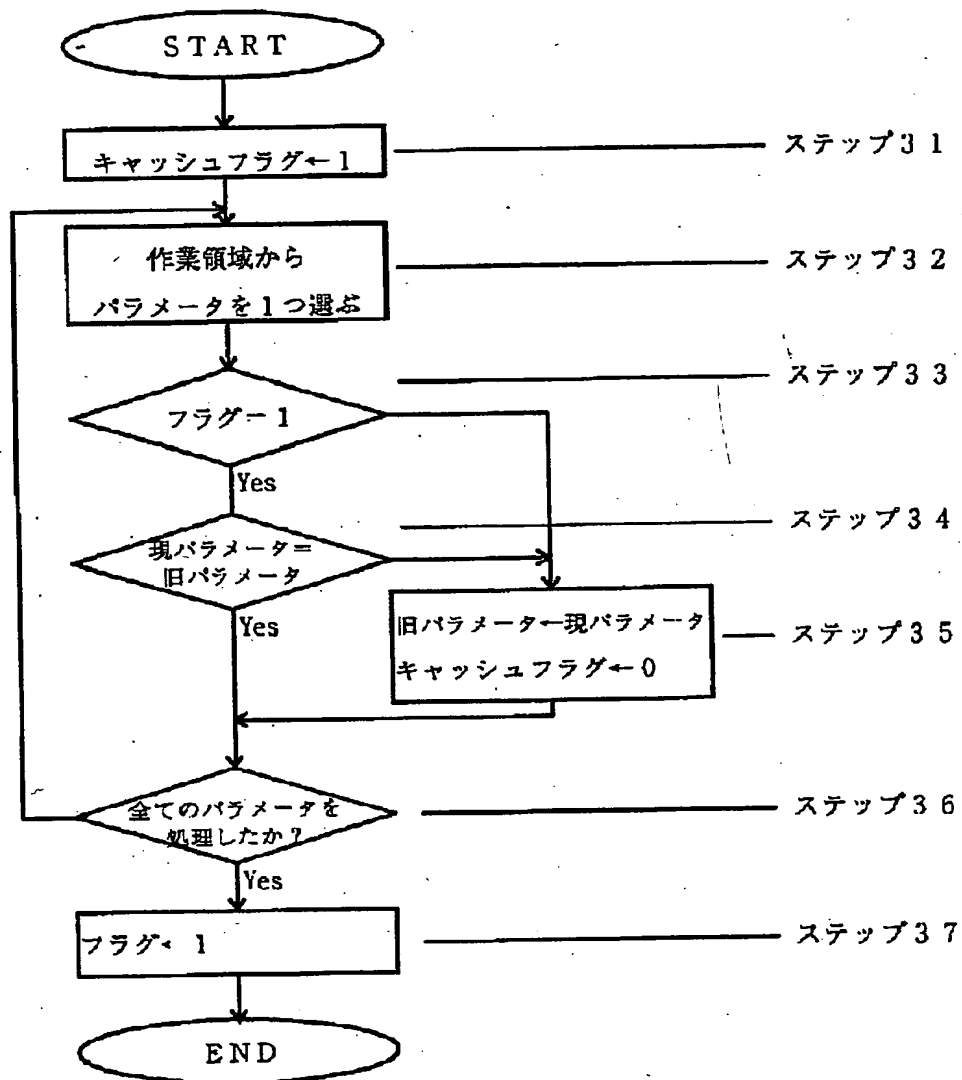 START
キャッシュフラグ←1
ステップ31
作業領域から
パラメータを1つ選ぶ
ステップ32
フラグ=1
ステップ33
Yes
現パラメータ=
旧パラメータ
ステップ34
Yes
旧パラメータ←現パラメータ
キャッシュフラグ←0
ステップ35
全てのパラメータを
処理したか?
ステップ36
Yes
フラグ← 1
ステップ37
END